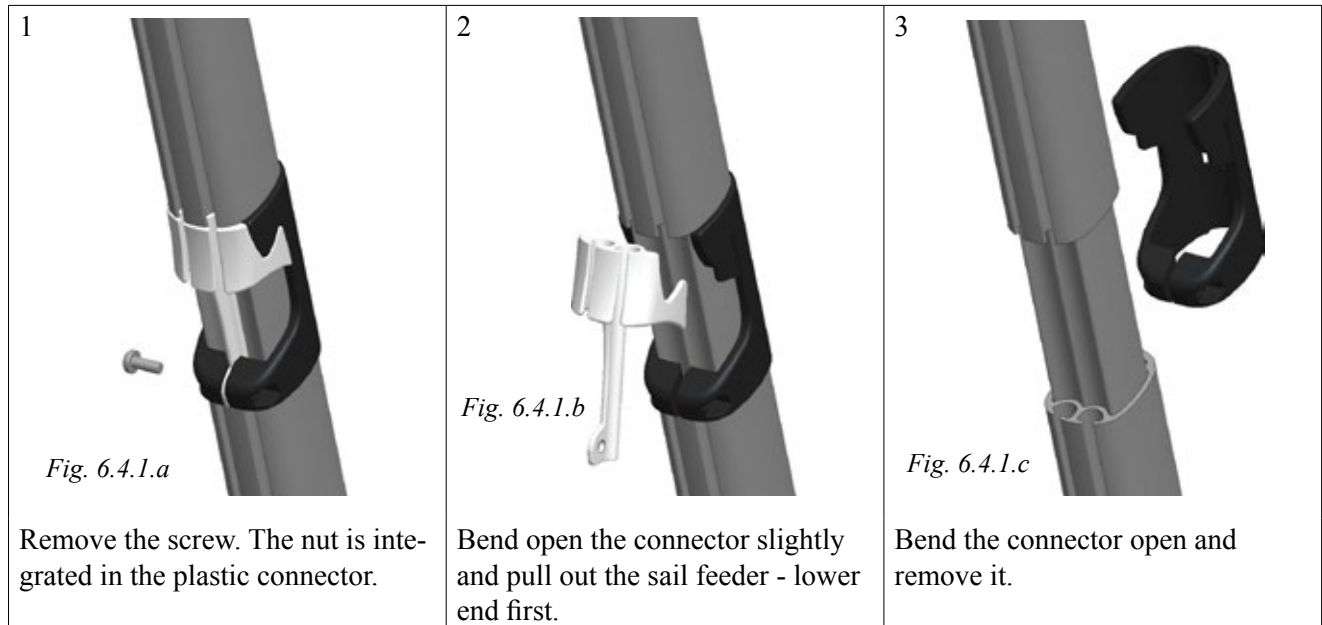 1
Fig. 6.4.1.a
Remove the screw. The nut is inte-
grated in the plastic connector.
2
Fig. 6.4.1.b
Bend open the connector slightly
and pull out the sail feeder - lower
end first.
3
Fig. 6.4.1.c
Bend the connector open and
remove it.